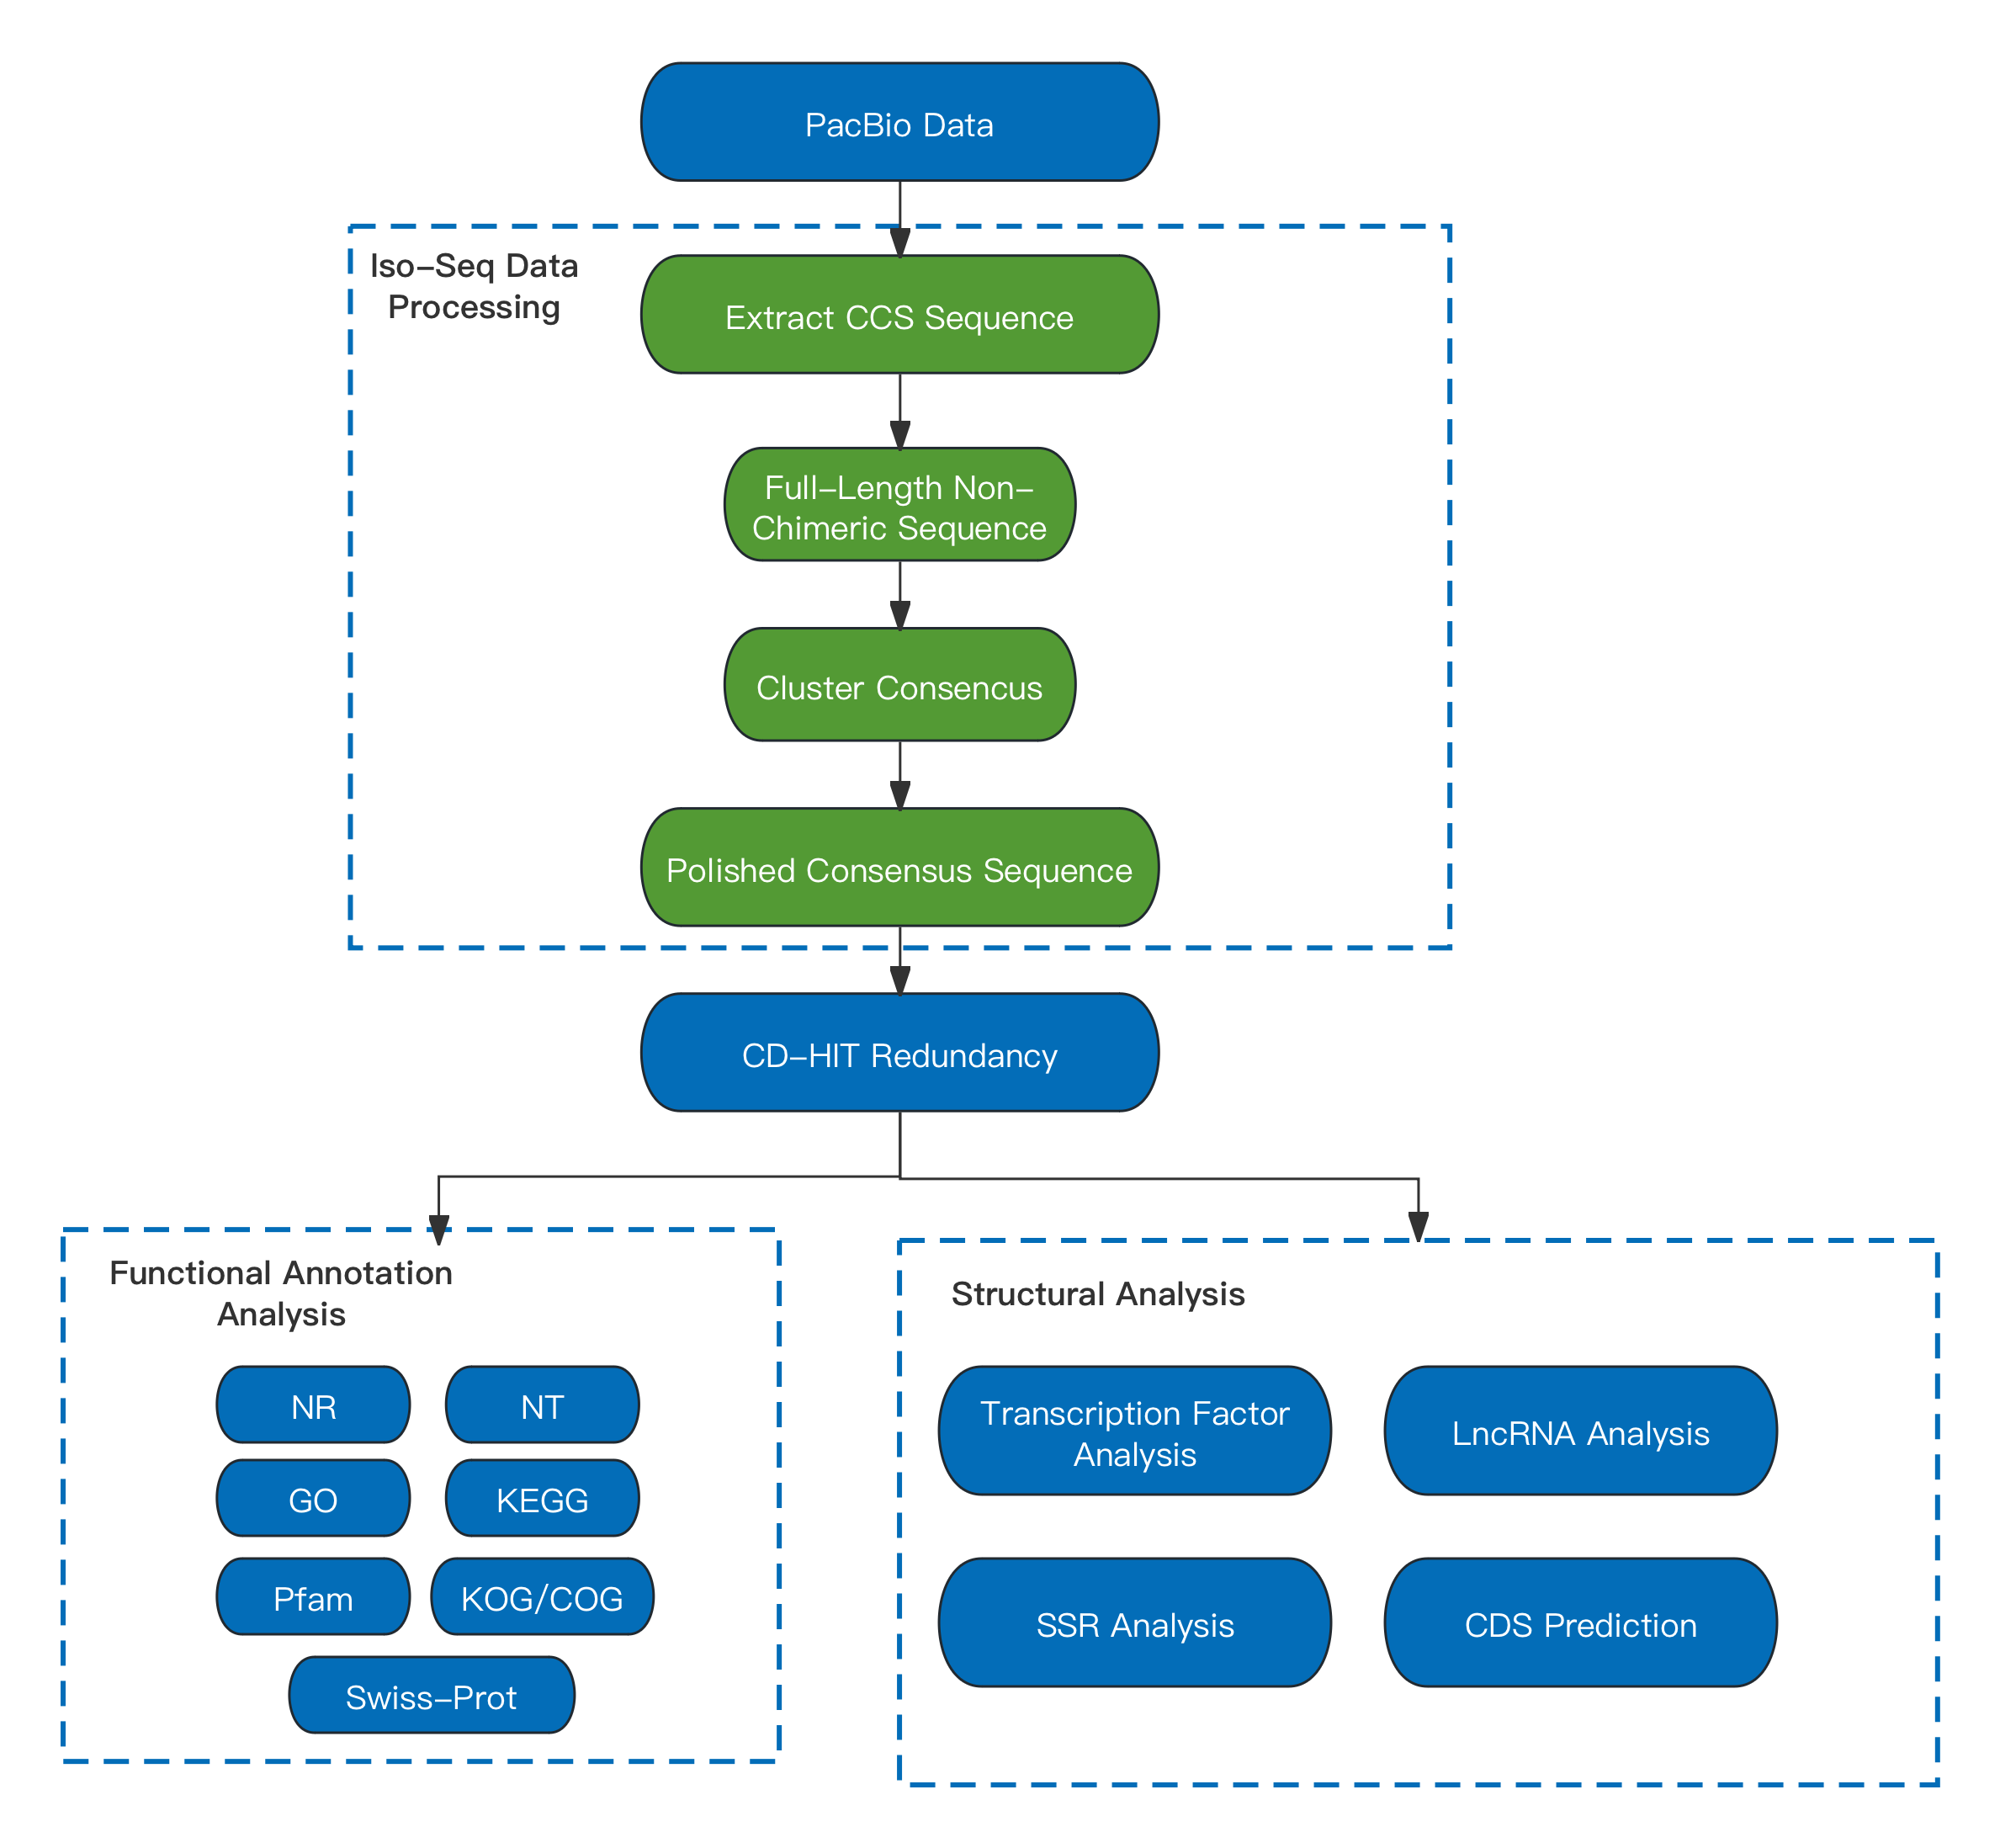 PacBio Data
Iso-Seq Data
Processing
Extract CCS Sequence
Full-Length Non-
Chimeric Sequence
Cluster Consencus
Polished Consensus Sequence
CD-HIT Redundancy
Functional Annotation
Analysis
NR
NT
GO
KEGG
Pfam
KOG/COG
Swiss-Prot
Structural Analysis
Transcription Factor
Analysis
LncRNA Analysis
SSR Analysis
CDS Prediction